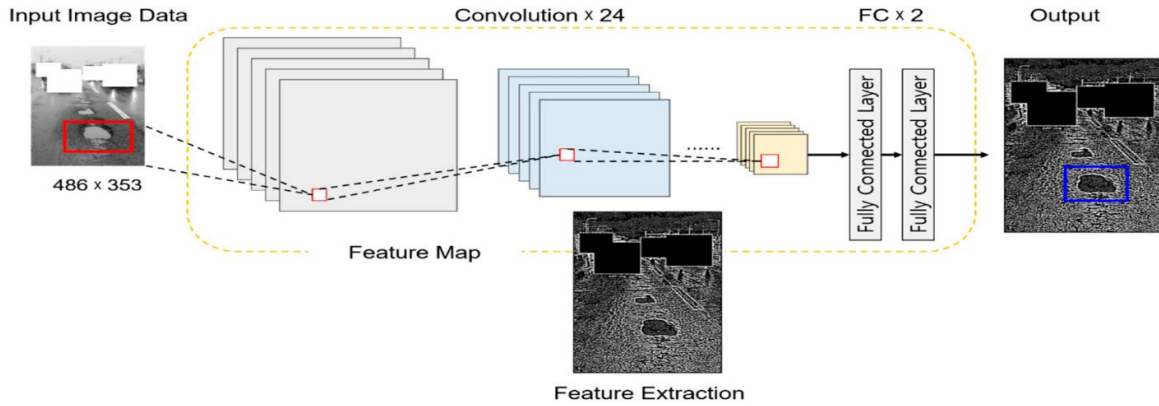 Input Image Data
Convolution x 24
FC x 2
Output
486 x 353
......
Fully Connected Layer
Fully Connected Layer
Feature Map
Feature Extraction